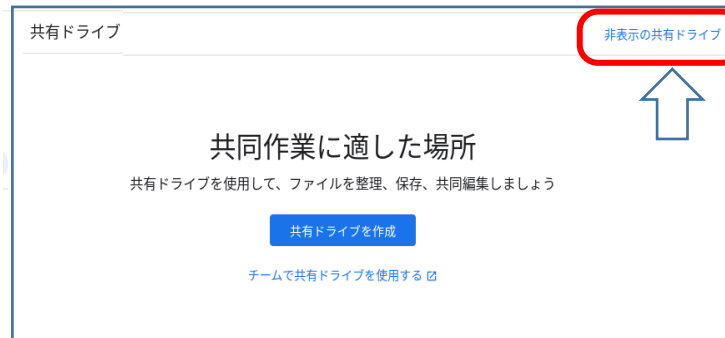 共有ドライブ
非表示の共有ドライブ
共同作業に適した場所
共有ドライブを使用して、ファイルを整理、保存、共同編集しましょう
共有ドライブを作成
チームで共有ドライブを使用する